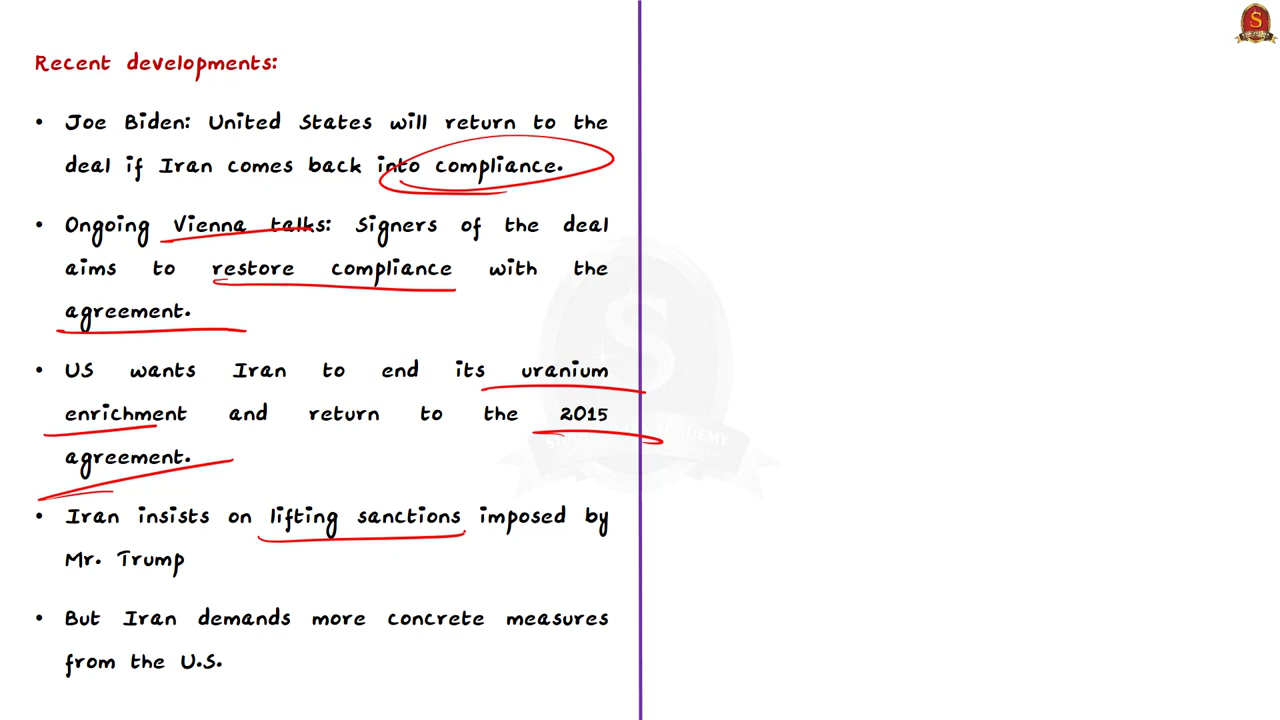 Recent developments:
• Joe Biden: United States will return to the
deal if Iran comes back into compliance.
• Ongoing Vienna talks: Signers of the deal
aims to restore compliance with the
agreement.
• US wants Iran to end its uranium
enrichment and return to the 2015
agreement.
• Iran insists on lifting sanctions imposed by
Mr. Trump
• But Iran demands more concrete measures
from the U.S.